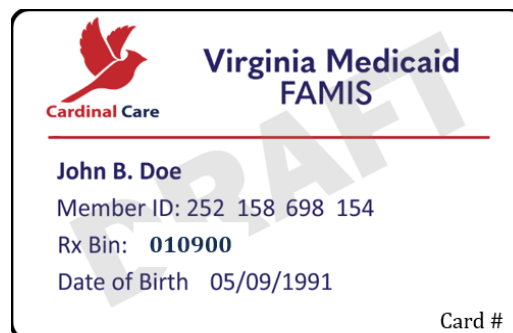 Virginia Medicaid
FAMIS
Cardinal Care
DRAFT
John B. Doe
Member ID: 252 158 698 154
Rx Bin: 010900
Date of Birth 05/09/1991
Card #